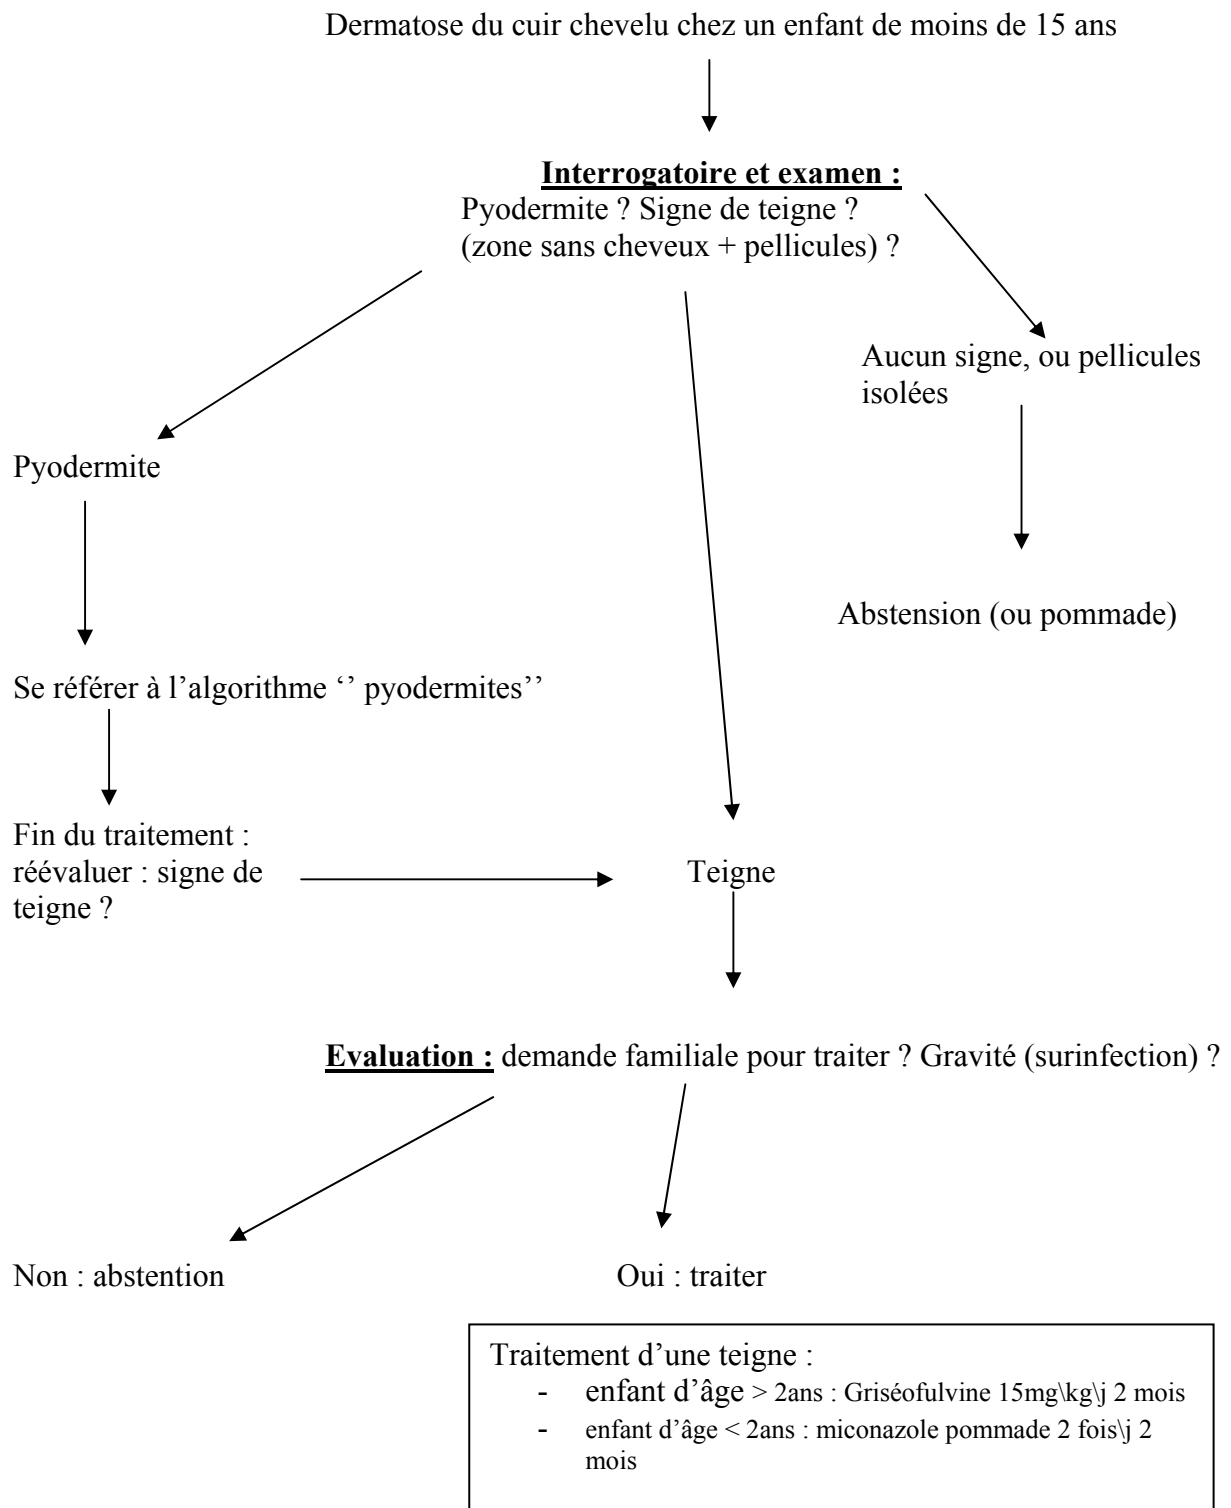 Dermatose du cuir chevelu chez un enfant de moins de 15 ans
Interrogatoire et examen :
Pyodermite ? Signe de teigne ?
(zone sans cheveux + pellicules) ?
Aucun signe, ou pellicules
isolées
Pyodermite
Abstension (ou pommade)
Se référer à l’algorithme ‘’ pyodermites’’
Fin du traitement :
réévaluer : signe de
teigne ?
Teigne
Evaluation : demande familiale pour traiter ? Gravité (surinfection) ?
Non : abstention
Oui : traiter
Traitement d’une teigne :
- enfant d’âge > 2ans : Griséofulvine 15mg\kg\j 2 mois
- enfant d’âge < 2ans : miconazole pommade 2 fois\j 2
mois